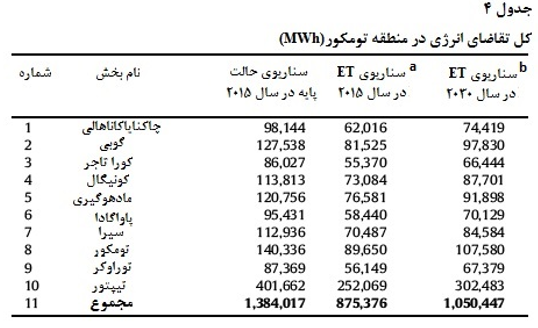 جدول ۴
کل تقاضای انرژی در منطقه تومکور(MWh)
شماره نام بخش سناریوی حالت پایه در سال ۲۰۱۵ سناریوی ET a در سال ۲۰۱۵ سناریوی ET b در سال ۲۰۳۰
1 چاکنایاکاناهالی 98,144 62,016 74,419
2 گوبی 127,538 81,525 97,830
3 کورا تاجر 86,027 55,370 66,444
4 کونیگال 113,813 73,084 87,701
5 مادهوگیری 120,756 76,581 91,898
6 پاواگادا 95,431 58,440 70,129
7 سیرا 112,936 70,487 84,584
8 تومکور 140,336 89,650 107,580
9 توراوکر 87,369 56,149 67,379
10 تیپتور 401,662 252,069 302,483
11 مجموع 1,384,017 875,376 1,050,447